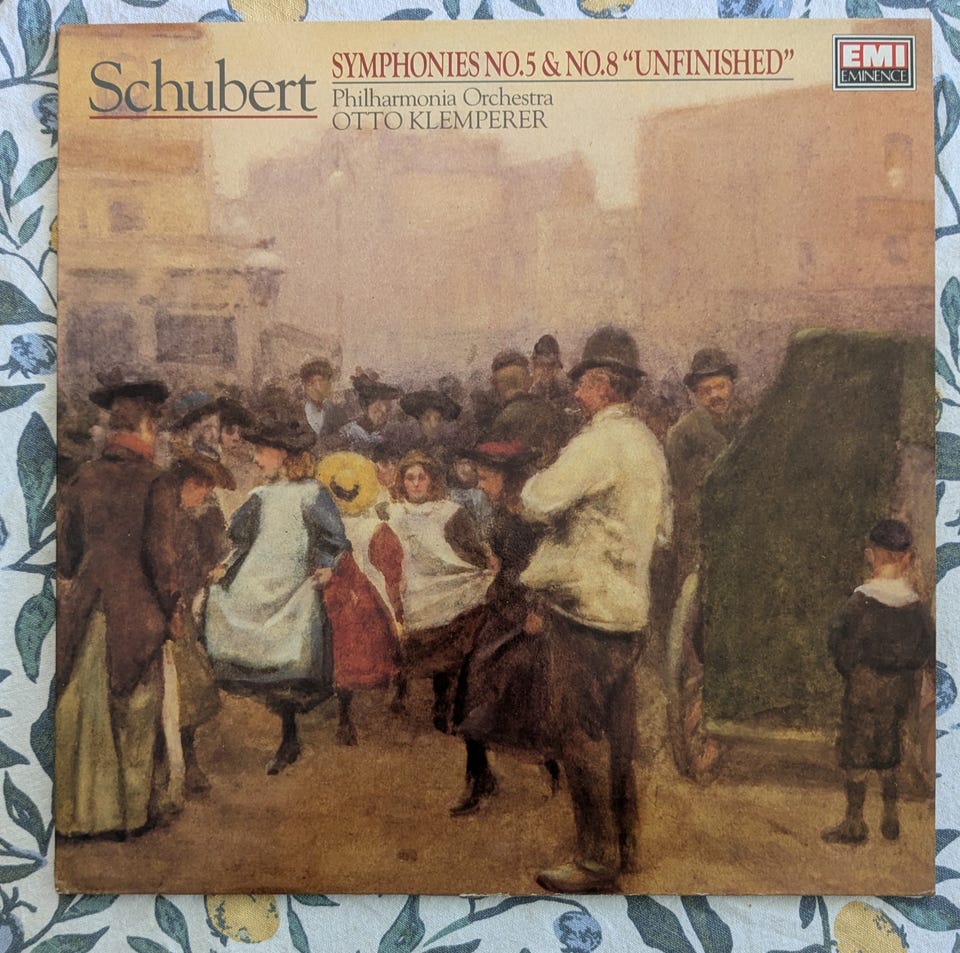 Schubert
SYMPHONIES NO.5 & NO.8 “UNFINISHED”
Philharmonia Orchestra
OTTO KLEMPERER
EMI
EMINENCE